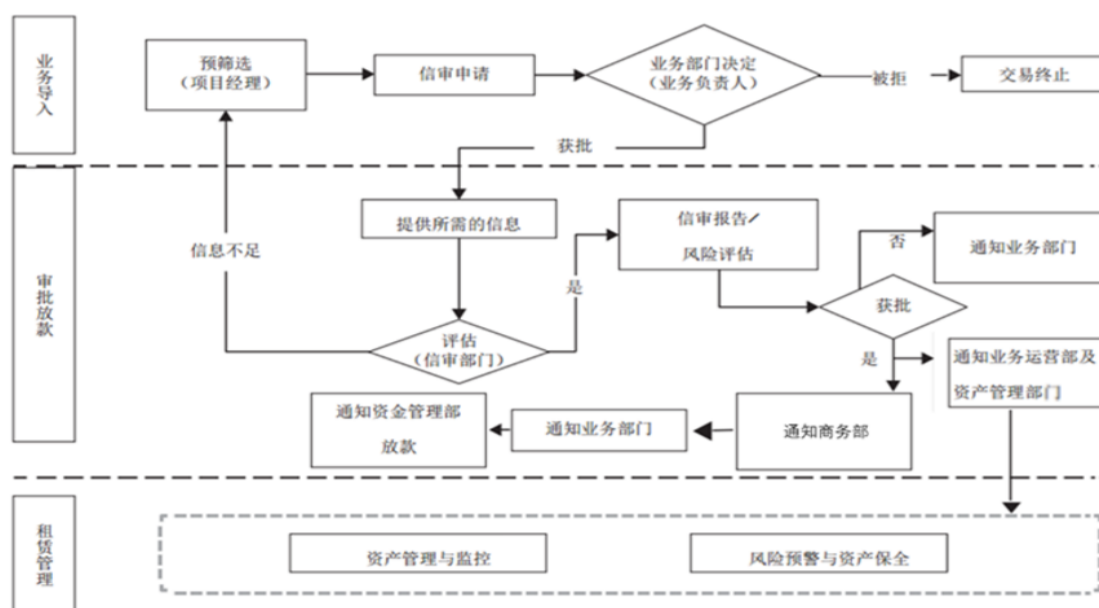 业务导入
预筛选
（项目经理）
信审申请
业务部门决定
（业务负责人）
被拒
交易终止
获批
审批放款
信息不足
提供所需的信息
评估
（信审部门）
是
信审报告/
风险评估
否
通知业务部门
获批
是
通知业务运营部及
资产管理部门
通知商务部
通知业务部门
通知资金管理部
放款
租赁管理
资产管理与监控
风险预警与资产保全